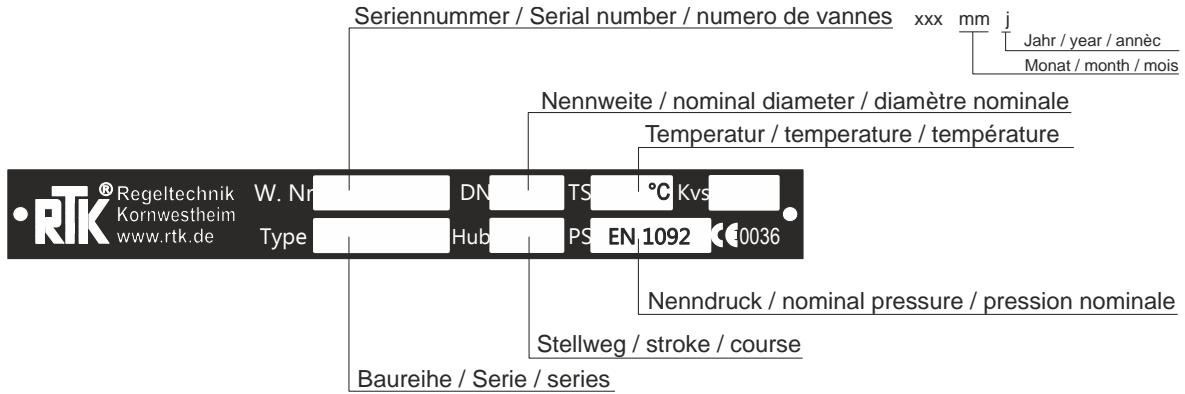 Seriennummer / Serial number / numero de vannes xxx mm j
Jahr / year / annèc
Monat / month / mois
Nennweite / nominal diameter / diamètre nominale
Temperatur / temperature / température
RTK ® Regeltechnik
Kornwestheim
www.rtk.de
W. Nr DN TS °C Kvs
Type Hub PS EN 1092 CE 0036
Nenndruck / nominal pressure / pression nominale
Stellweg / stroke / course
Baureihe / Serie / series